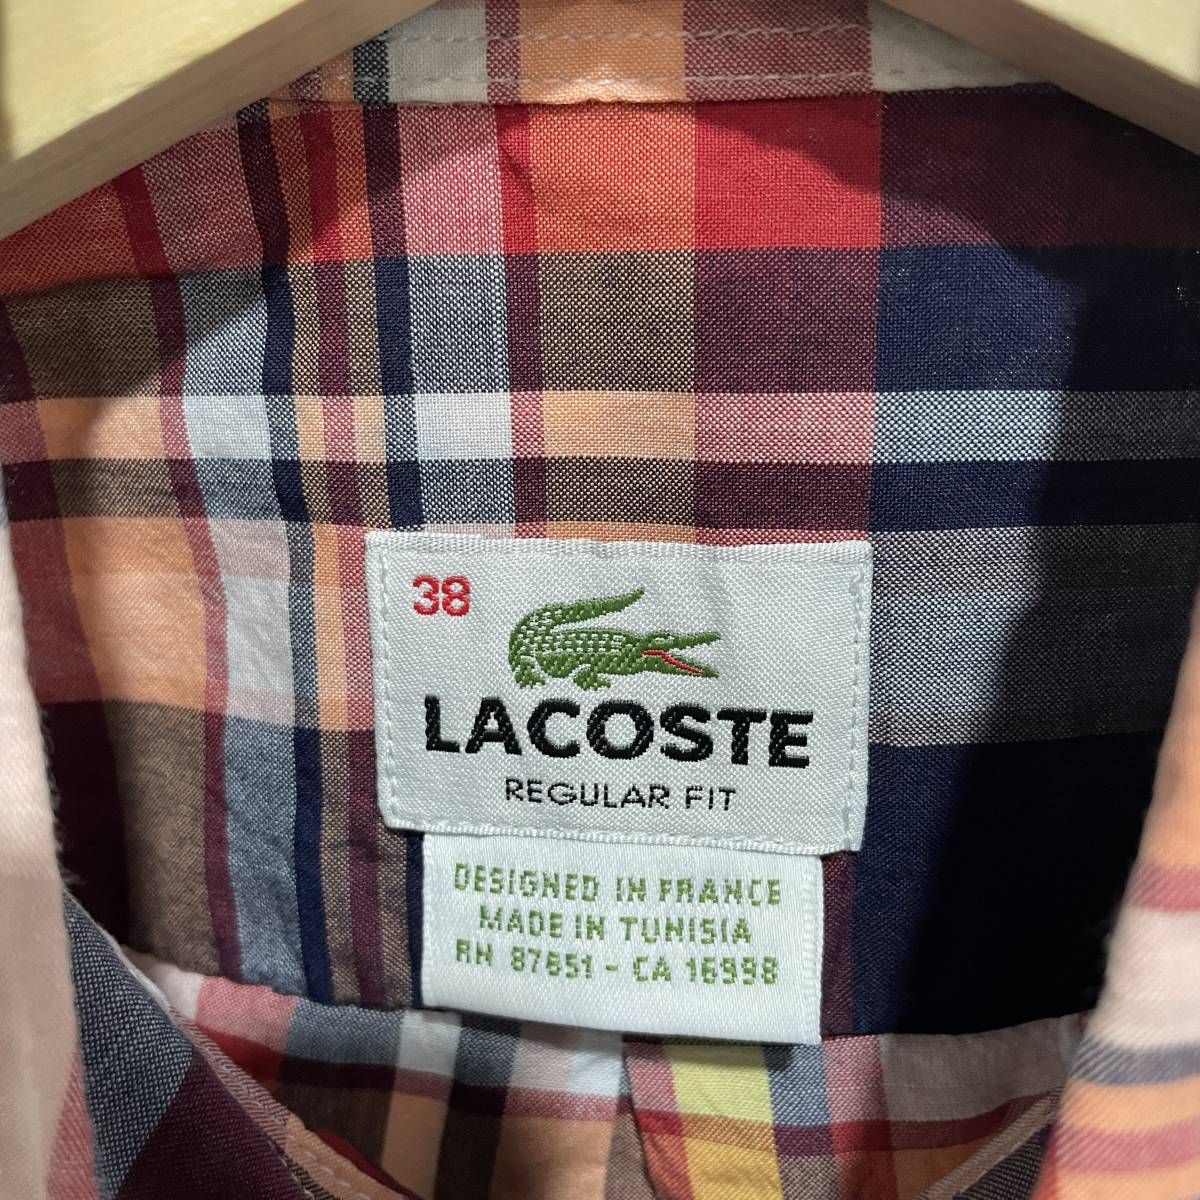 38
LACOSTE
REGULAR FIT
DESIGNED IN FRANCE
MADE IN TUNISIA
RN 87651 - CA 16998